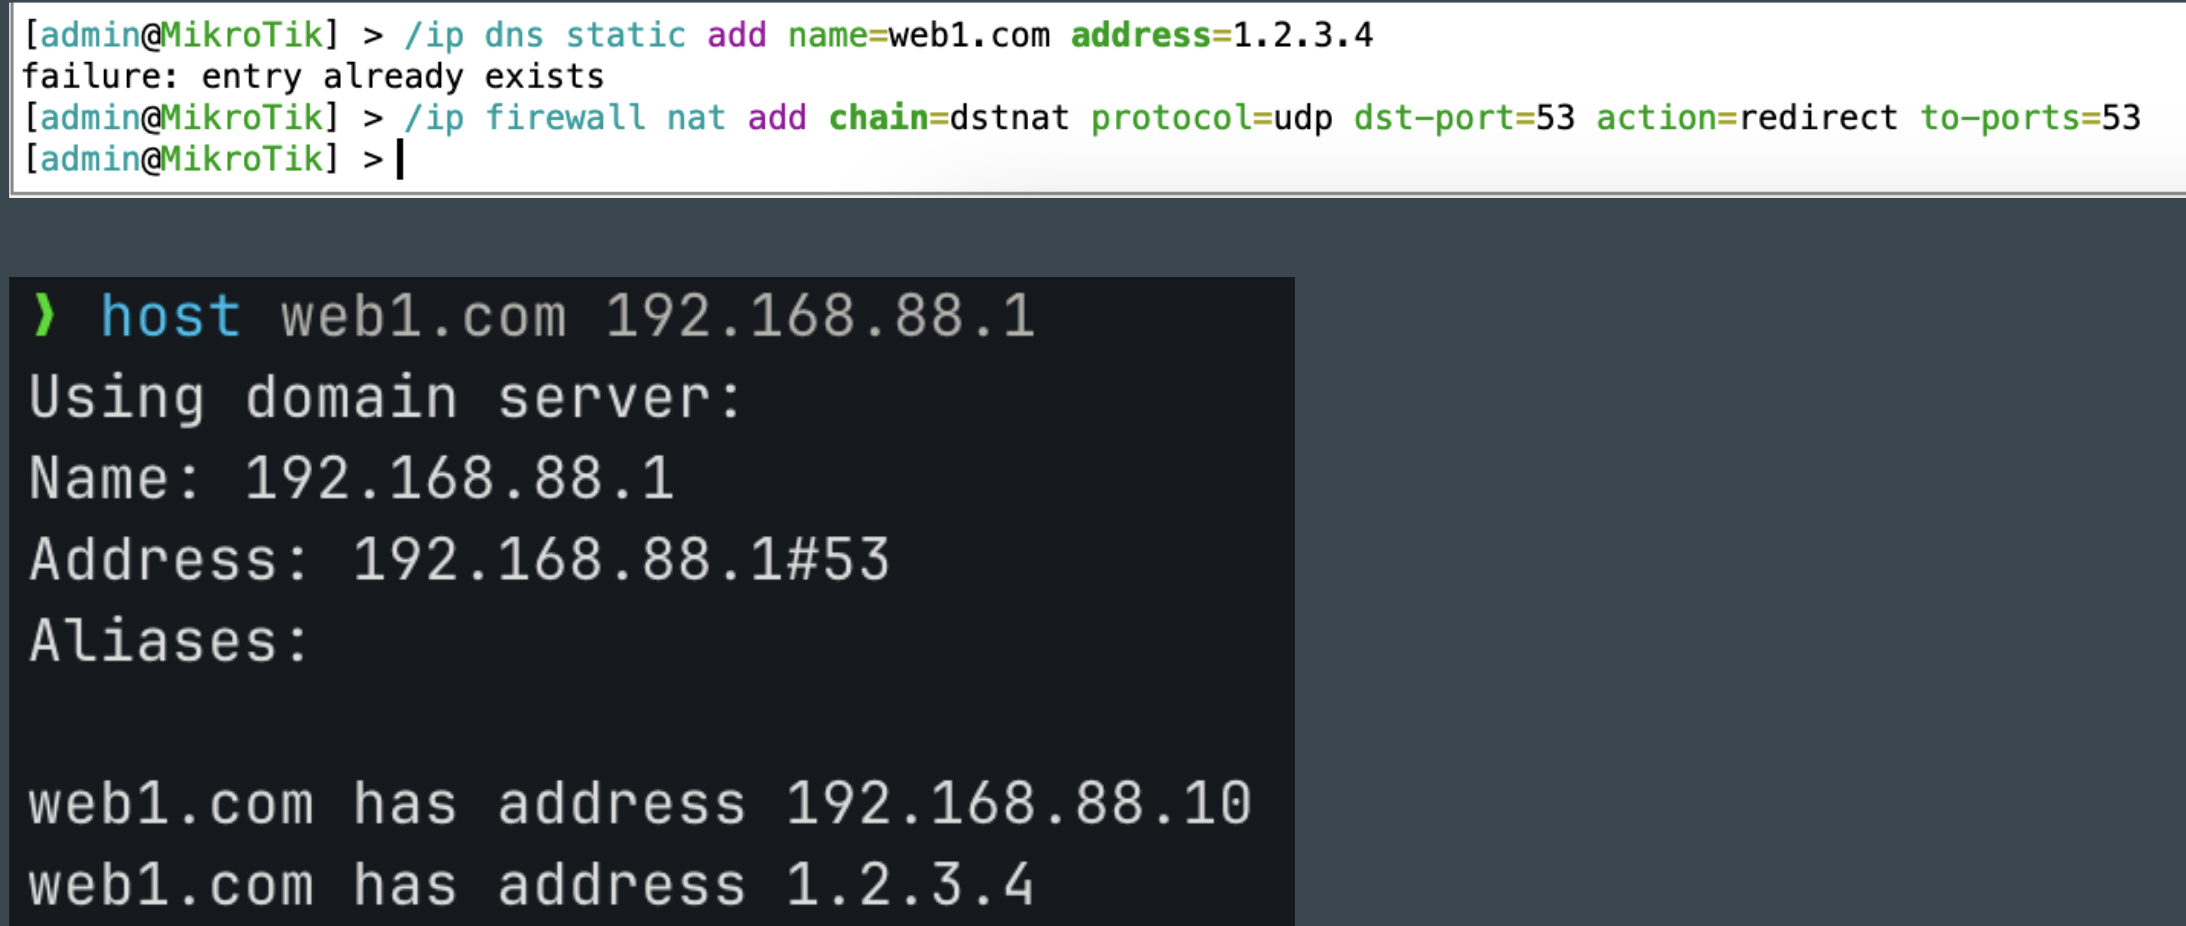 [admin@MikroTik] > /ip dns static add name=web1.com address=1.2.3.4
failure: entry already exists
[admin@MikroTik] > /ip firewall nat add chain=dstnat protocol=udp dst-port=53 action=redirect to-ports=53
[admin@MikroTik] >
❯ host web1.com 192.168.88.1
Using domain server:
Name: 192.168.88.1
Address: 192.168.88.1#53
Aliases:
web1.com has address 192.168.88.10
web1.com has address 1.2.3.4